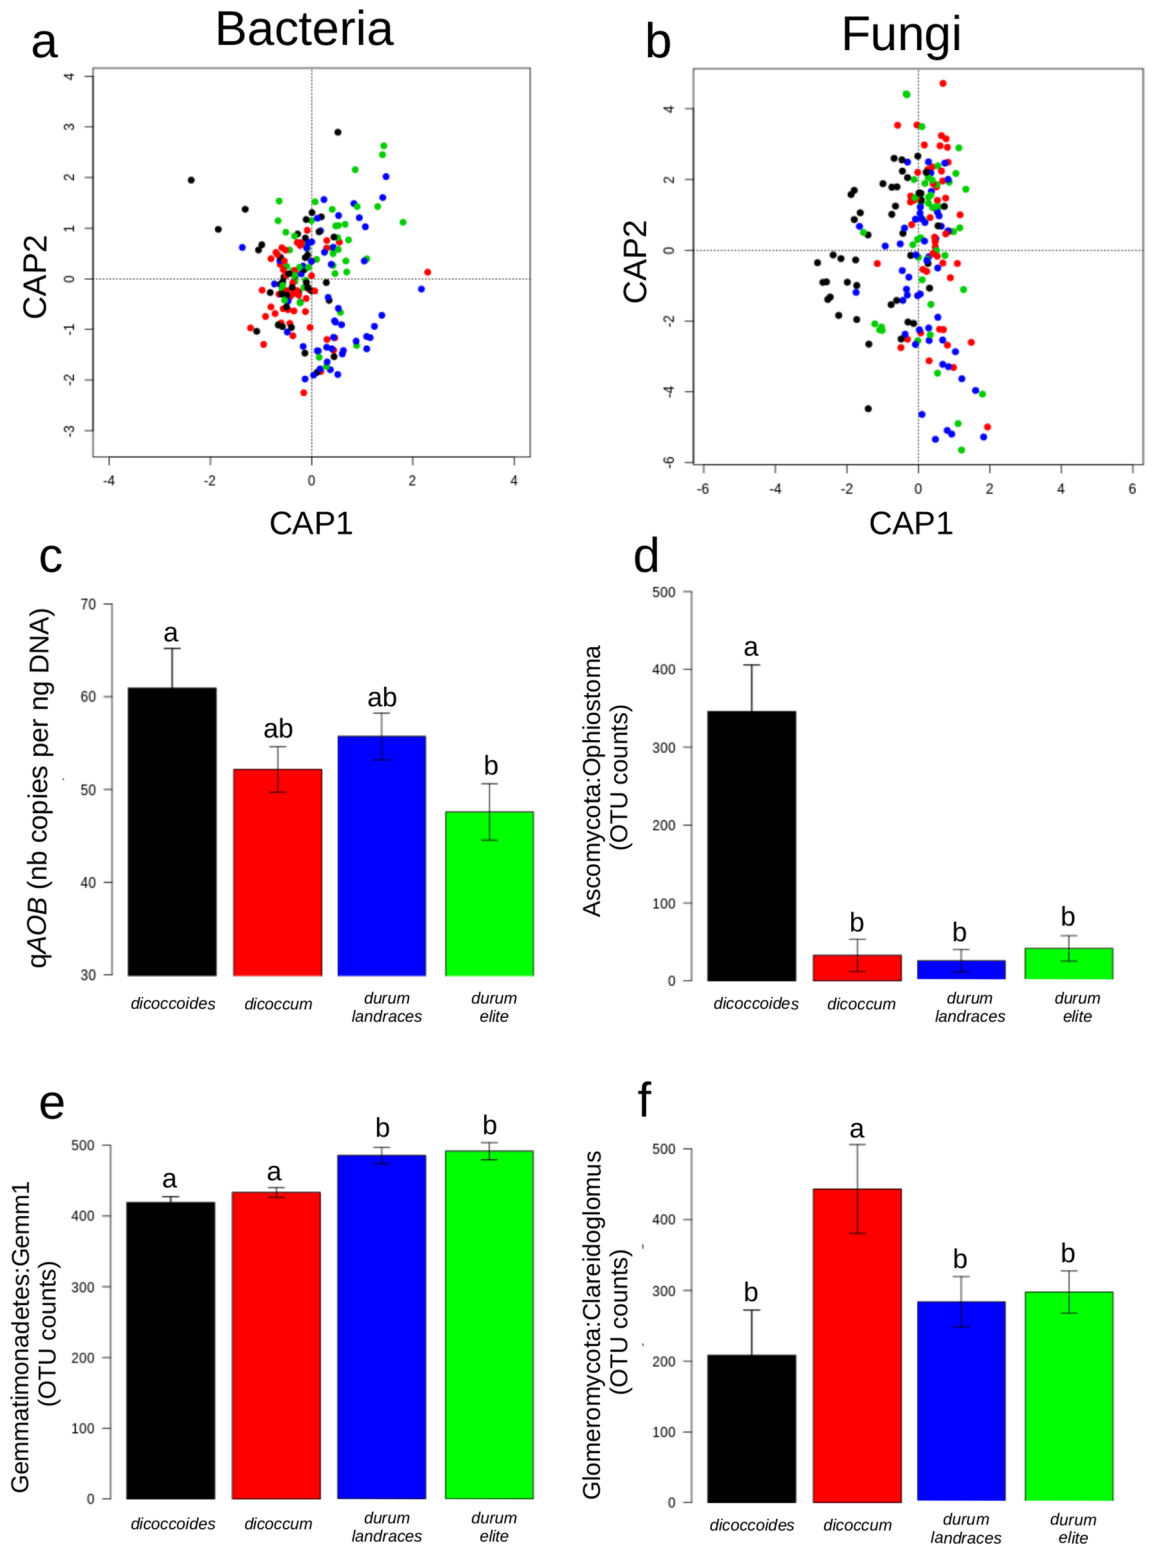 Bacteria
Fungi
a
b
4
3
2
1
0
-1
-2
-3
CAP2
-4
-2
0
2
4
CAP1
4
2
0
-2
-4
-6
CAP2
-6
-4
-2
0
2
4
6
CAP1
c
70
60
50
40
30
qAOB (nb copies per ng DNA)
a
ab
ab
b
dicoccoides
dicoccum
durum
landraces
durum
elite
d
500
400
300
200
100
0
Ascomycota:Ophiostoma
(OTU counts)
a
b
b
b
dicoccoides
dicoccum
durum
landraces
durum
elite
e
500
400
300
200
100
0
Gemmatimonadetes:Gemm1
(OTU counts)
a
a
b
b
dicoccoides
dicoccum
durum
landraces
durum
elite
f
500
400
300
200
100
0
Glomeromycota:Clareidoglomus
(OTU counts)
b
a
b
b
dicoccoides
dicoccum
durum
landraces
durum
elite